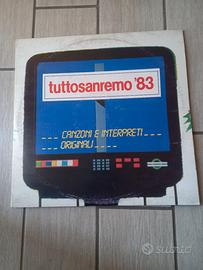 tuttosanremo '83
CANZONI E INTERPRETI
ORIGINALI
subito